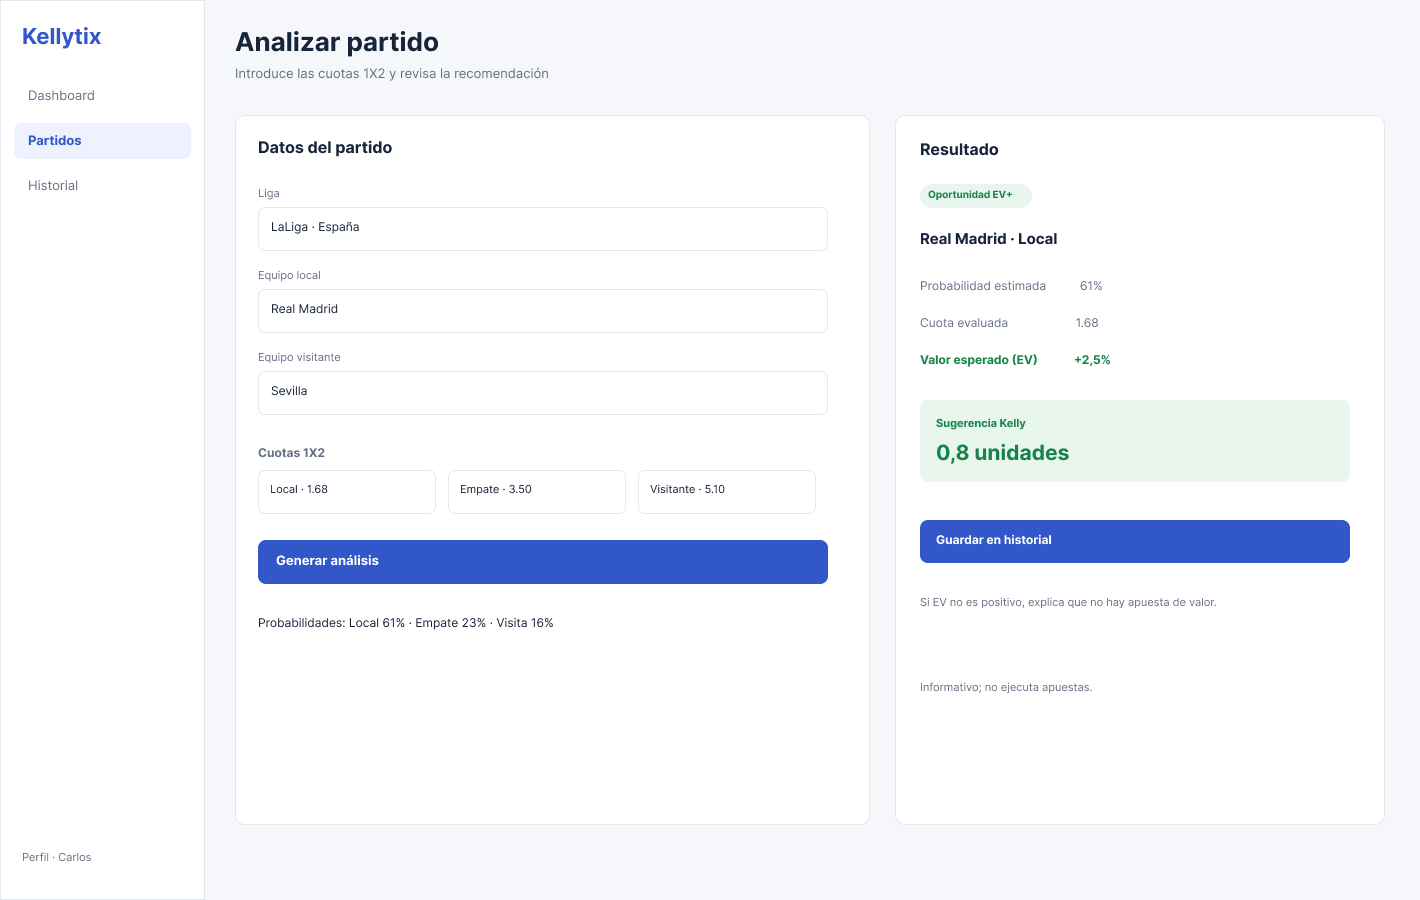 Kellytix
Dashboard
Partidos
Historial
Perfil · Carlos
Analizar partido
Introduce las cuotas 1X2 y revisa la recomendación
Datos del partido
Liga
LaLiga · España
Equipo local
Real Madrid
Equipo visitante
Sevilla
Cuotas 1X2
Local · 1.68
Empate · 3.50
Visitante · 5.10
Generar análisis
Probabilidades: Local 61% · Empate 23% · Visita 16%
Resultado
Oportunidad EV+
Real Madrid · Local
Probabilidad estimada 61%
Cuota evaluada 1.68
Valor esperado (EV) +2,5%
Sugerencia Kelly
0,8 unidades
Guardar en historial
Si EV no es positivo, explica que no hay apuesta de valor.
Informativo; no ejecuta apuestas.